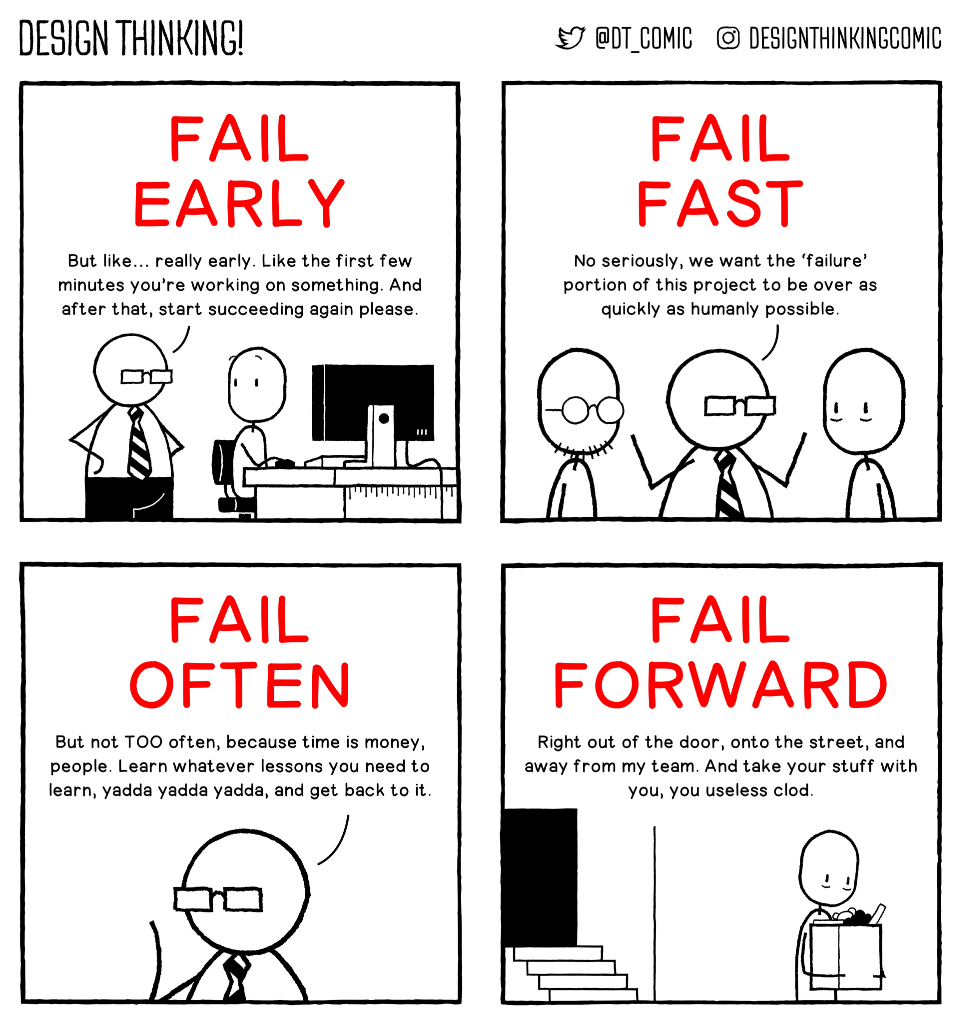 DESIGN THINKING!
@DT_COMIC
DESIGNTHINKINGCOMIC
FAIL
EARLY
But like... really early. Like the first few
minutes you're working on something. And
after that, start succeeding again please.
FAIL
FAST
No seriously, we want the ‘failure’
portion of this project to be over as
quickly as humanly possible.
FAIL
OFTEN
But not TOO often, because time is money,
people. Learn whatever lessons you need to
learn, yadda yadda yadda, and get back to it.
FAIL
FORWARD
Right out of the door, onto the street, and
away from my team. And take your stuff with
you, you useless clod.